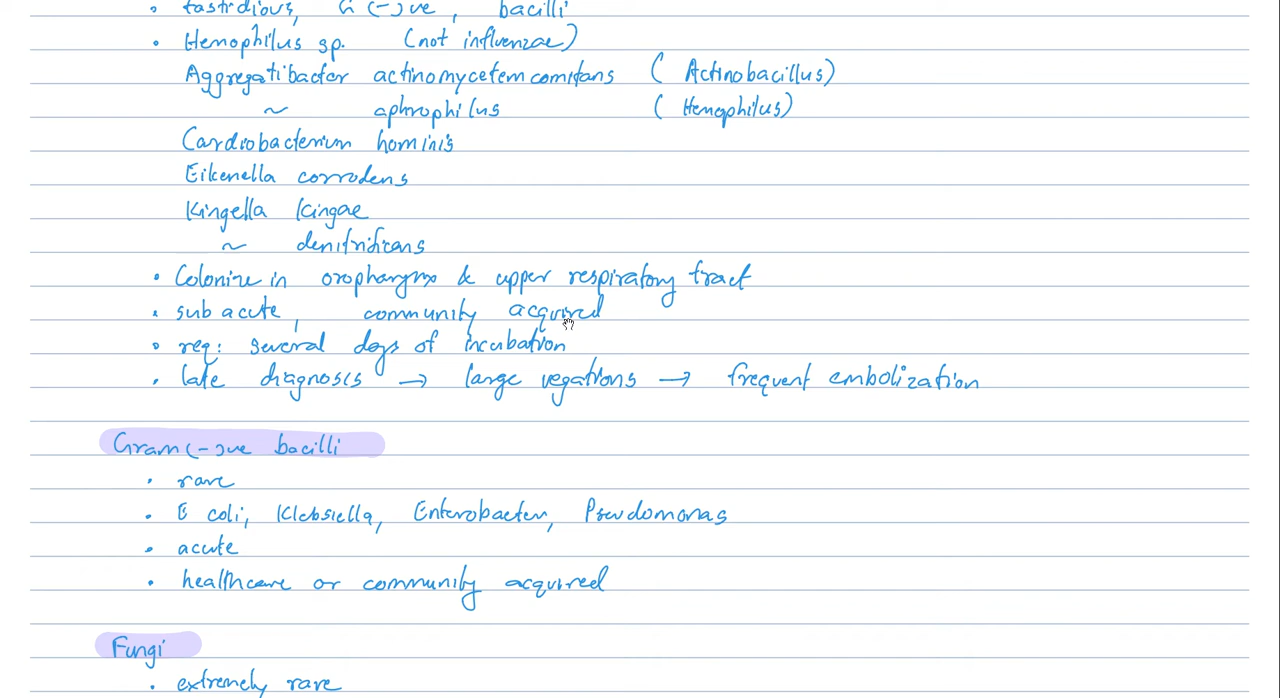 • fastidious, G (-)ve, bacilli
• Hemophilus sp. (not influenzae)
Aggregatibacter actinomycetemcomitans (Actinobacillus)
~ aphrophilus (Hemophilus)
Cardiobacterium hominis
Eikenella corrodens
Kingella kingae
~ denitrificans
• Colonize in oropharynx & upper respiratory tract
• subacute, community acquired
• req: several days of incubation
• late diagnosis → large vegations → frequent embolization
Gram (-)ve bacilli
• rare
• E coli, Klebsiella, Enterobacter, Pseudomonas
• acute
• healthcare or community acquired
Fungi
• extremely rare